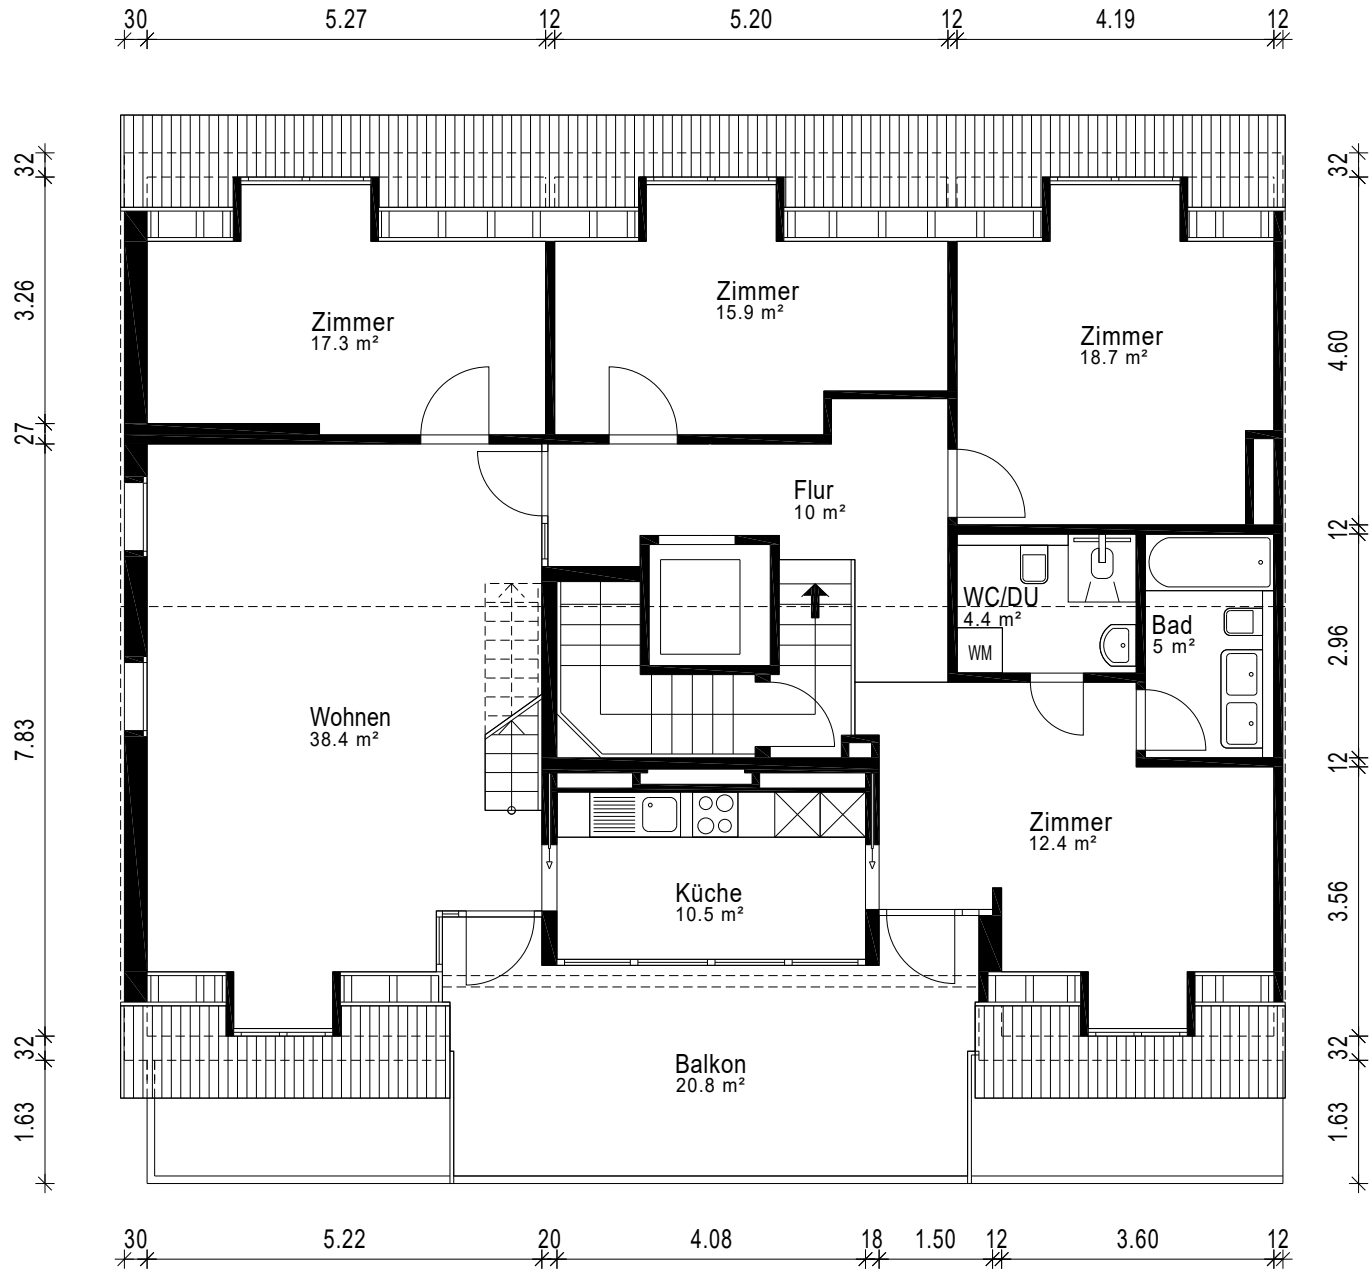 30 5.27 12 5.20 12 4.19 12
32
32
3.26
Zimmer
15.9 m²
Zimmer
17.3 m²
Zimmer
18.7 m²
4.60
27
Flur
10 m²
12
WC/DU
4.4 m²
WM
Bad
5 m²
2.96
Wohnen
38.4 m²
7.83
12
Zimmer
12.4 m²
Küche
10.5 m²
3.56
32
32
Balkon
20.8 m²
1.63
1.63
30 5.22 20 4.08 18 1.50 12 3.60 12